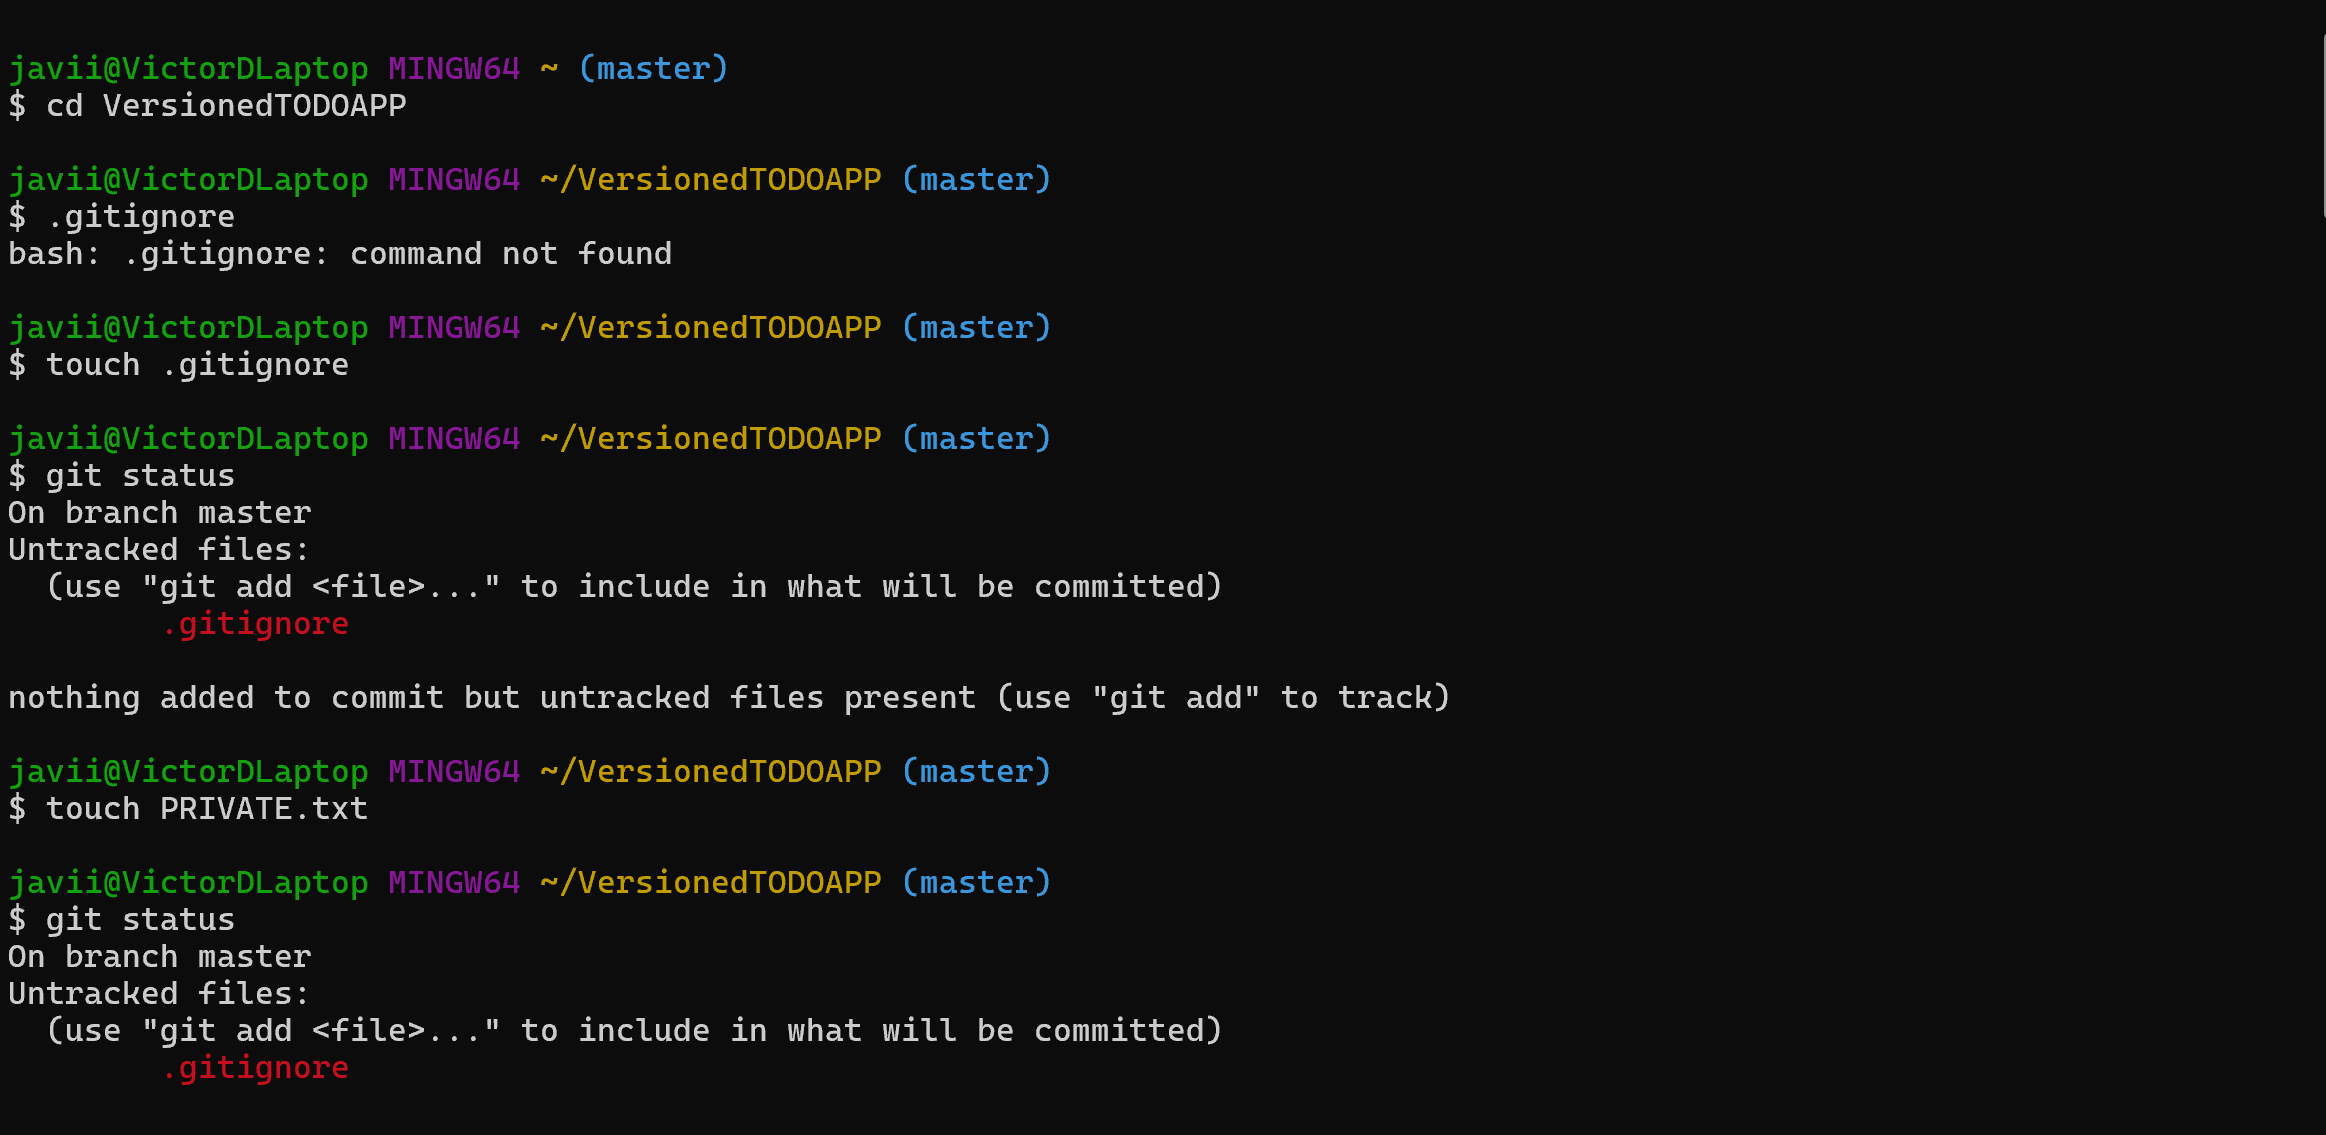 javii@VictorDLaptop MINGW64 ~ (master)
$ cd VersionedTODOAPP
javii@VictorDLaptop MINGW64 ~/VersionedTODOAPP (master)
$ .gitignore
bash: .gitignore: command not found
javii@VictorDLaptop MINGW64 ~/VersionedTODOAPP (master)
$ touch .gitignore
javii@VictorDLaptop MINGW64 ~/VersionedTODOAPP (master)
$ git status
On branch master
Untracked files:
  (use "git add <file>..." to include in what will be committed)
        .gitignore
nothing added to commit but untracked files present (use "git add" to track)
javii@VictorDLaptop MINGW64 ~/VersionedTODOAPP (master)
$ touch PRIVATE.txt
javii@VictorDLaptop MINGW64 ~/VersionedTODOAPP (master)
$ git status
On branch master
Untracked files:
  (use "git add <file>..." to include in what will be committed)
        .gitignore